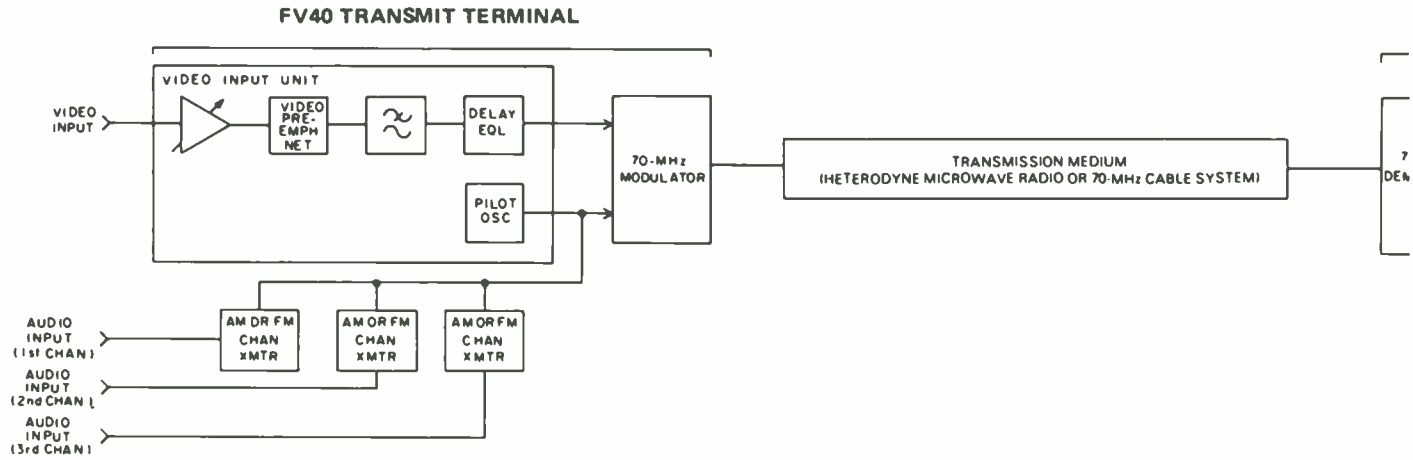 FV40 TRANSMIT TERMINAL
VIDEO INPUT UNIT
VIDEO
INPUT
VIDEO
PRE-
EMPH
NET
DELAY
EQL
PILOT
OSC
70-MHz
MODULATOR
TRANSMISSION MEDIUM
(HETERODYNE MICROWAVE RADIO OR 70-MHz CABLE SYSTEM)
7
DEM
AUDIO
INPUT
(1st CHAN)
AM OR FM
CHAN
XMTR
AM OR FM
CHAN
XMTR
AM OR FM
CHAN
XMTR
AUDIO
INPUT
(2nd CHAN)
AUDIO
INPUT
(3rd CHAN)